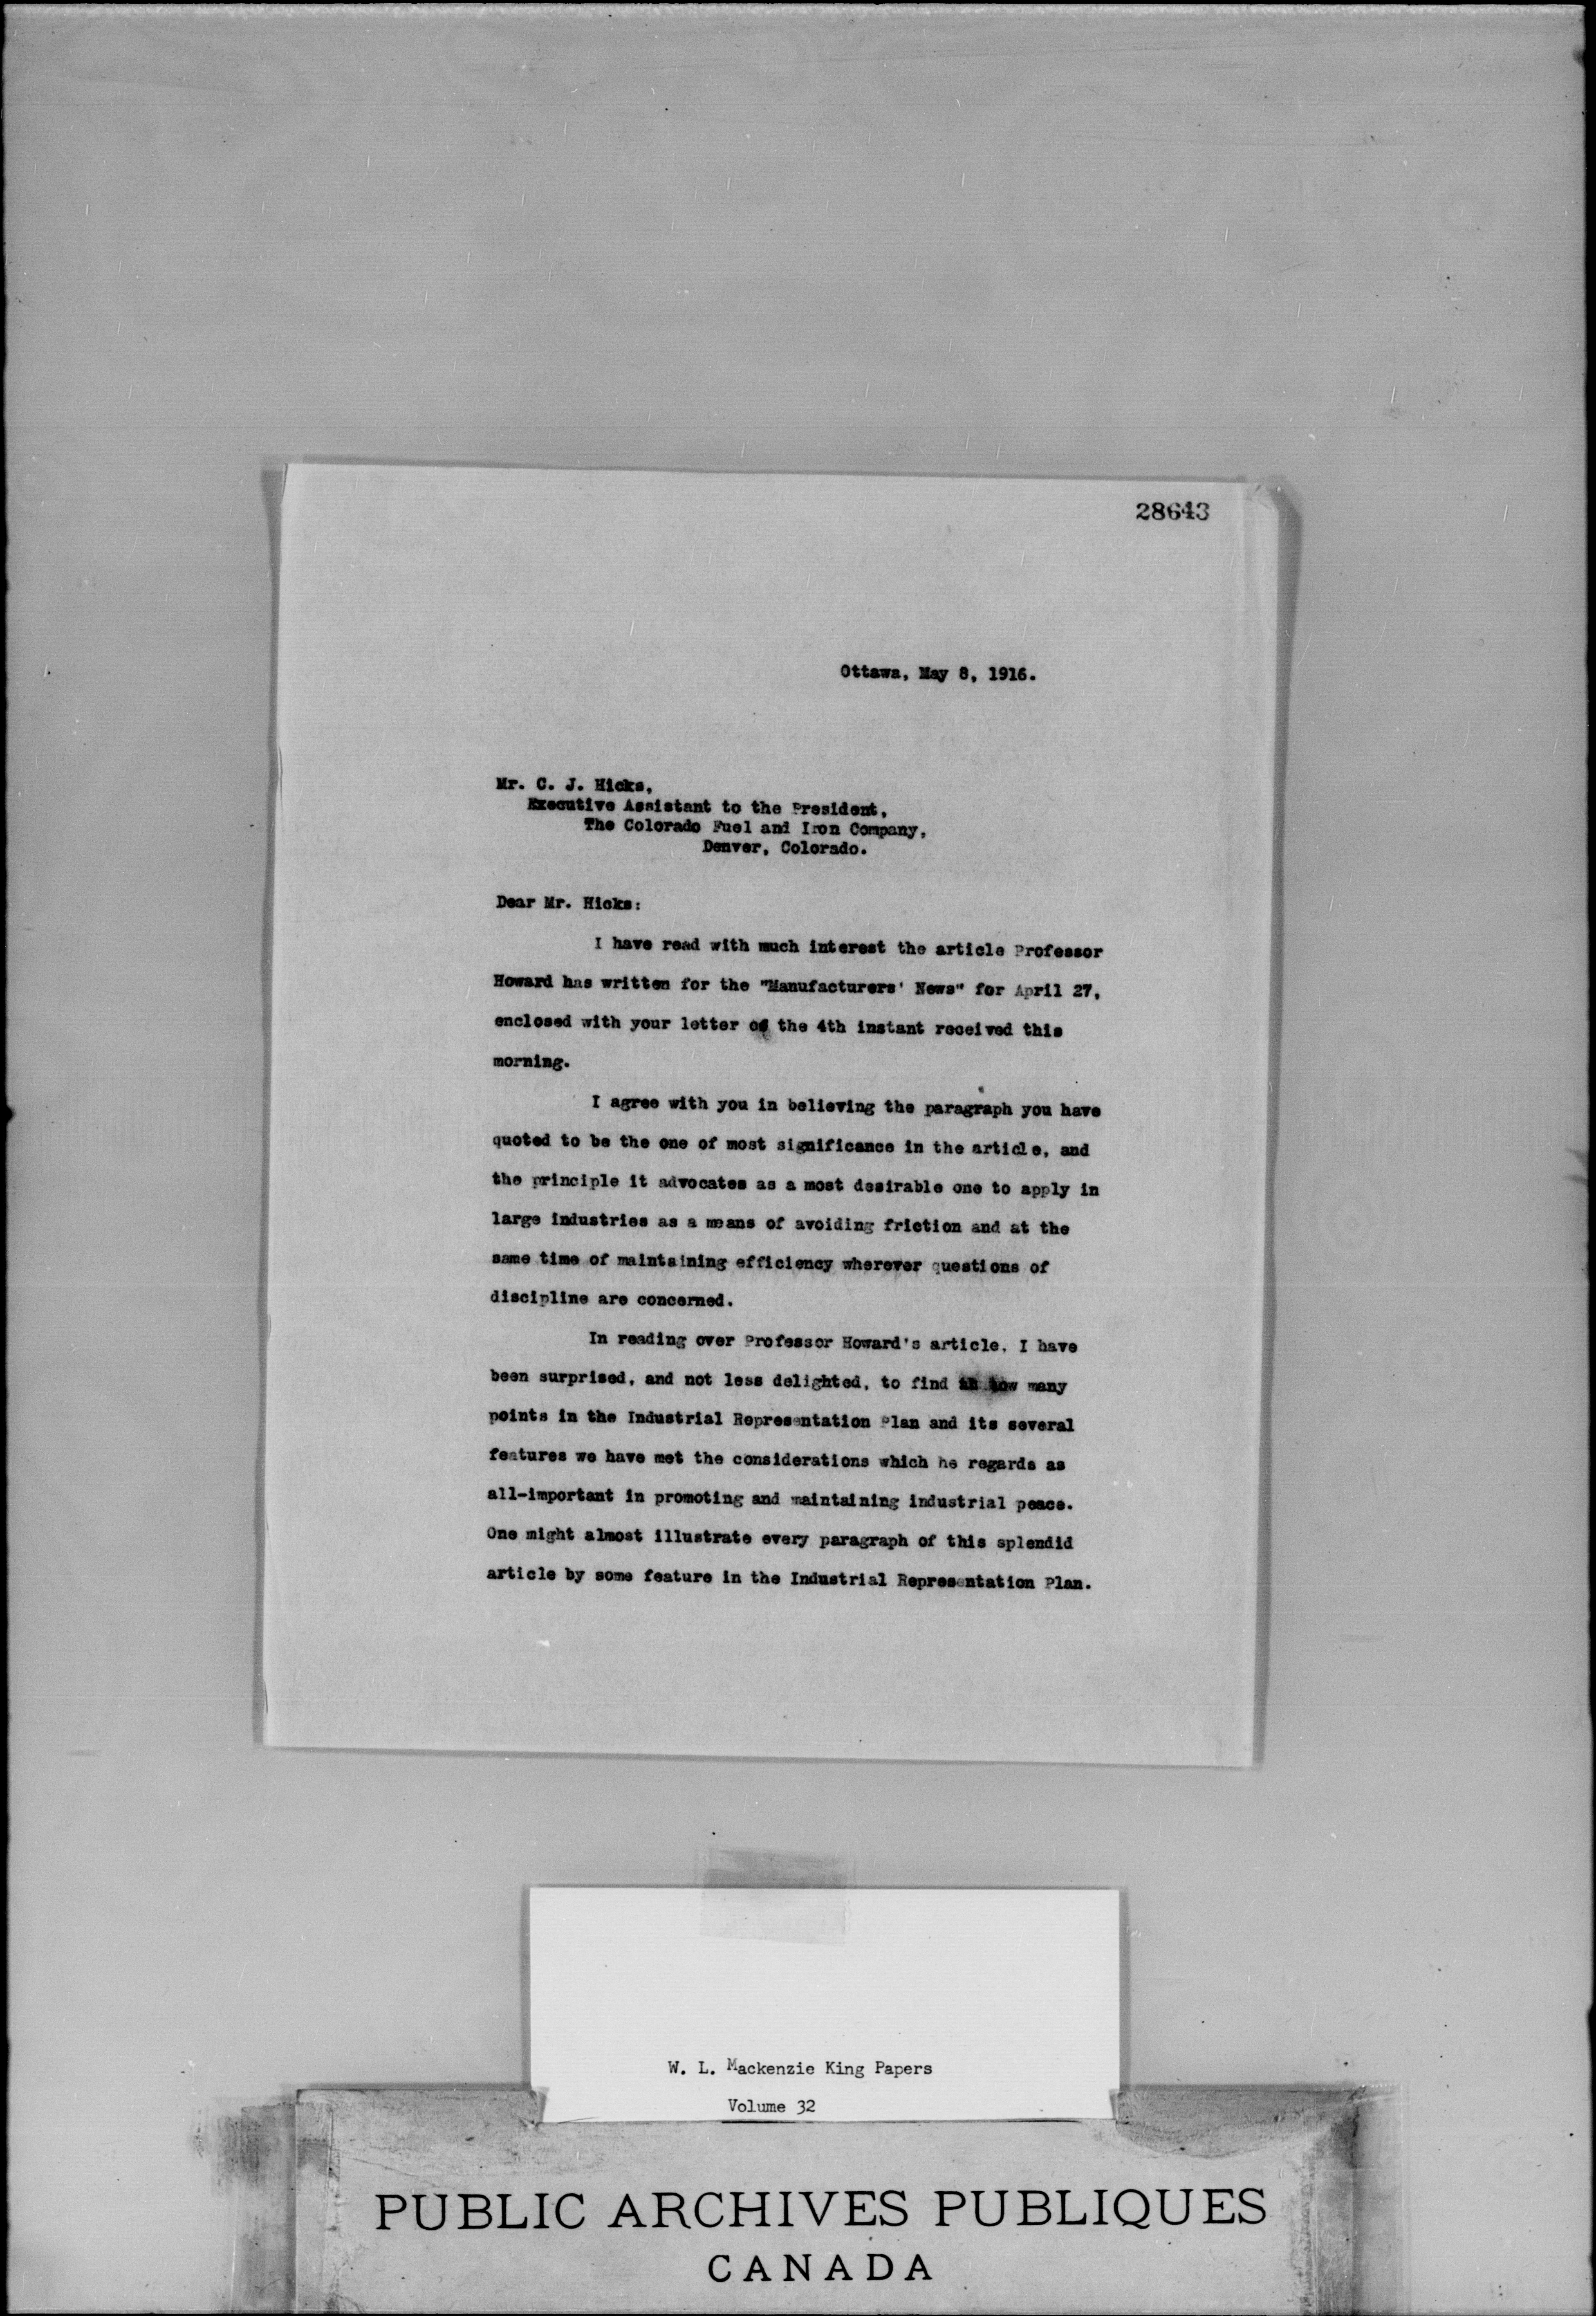 28643
Ottawa, May 8, 1916.
Mr. C. J. Hicks,
Executive Assistant to the President,
The Colorado Fuel and Iron Company,
Denver, Colorado.
Dear Mr. Hicks:
I have read with much interest the article Professor
Howard has written for the "Manufacturers' News" for April 27,
enclosed with your letter of the 4th instant received this
morning.
I agree with you in believing the paragraph you have
quoted to be the one of most significance in the article, and
the principle it advocates as a most desirable one to apply in
large industries as a means of avoiding friction and at the
same time of maintaining efficiency wherever questions of
discipline are concerned.
In reading over Professor Howard's article, I have
been surprised, and not less delighted, to find in how many
points in the Industrial Representation Plan and its several
features we have met the considerations which he regards as
all-important in promoting and maintaining industrial peace.
One might almost illustrate every paragraph of this splendid
article by some feature in the Industrial Representation Plan.
W. L. Mackenzie King Papers
Volume 32
PUBLIC ARCHIVES PUBLIQUES
CANADA